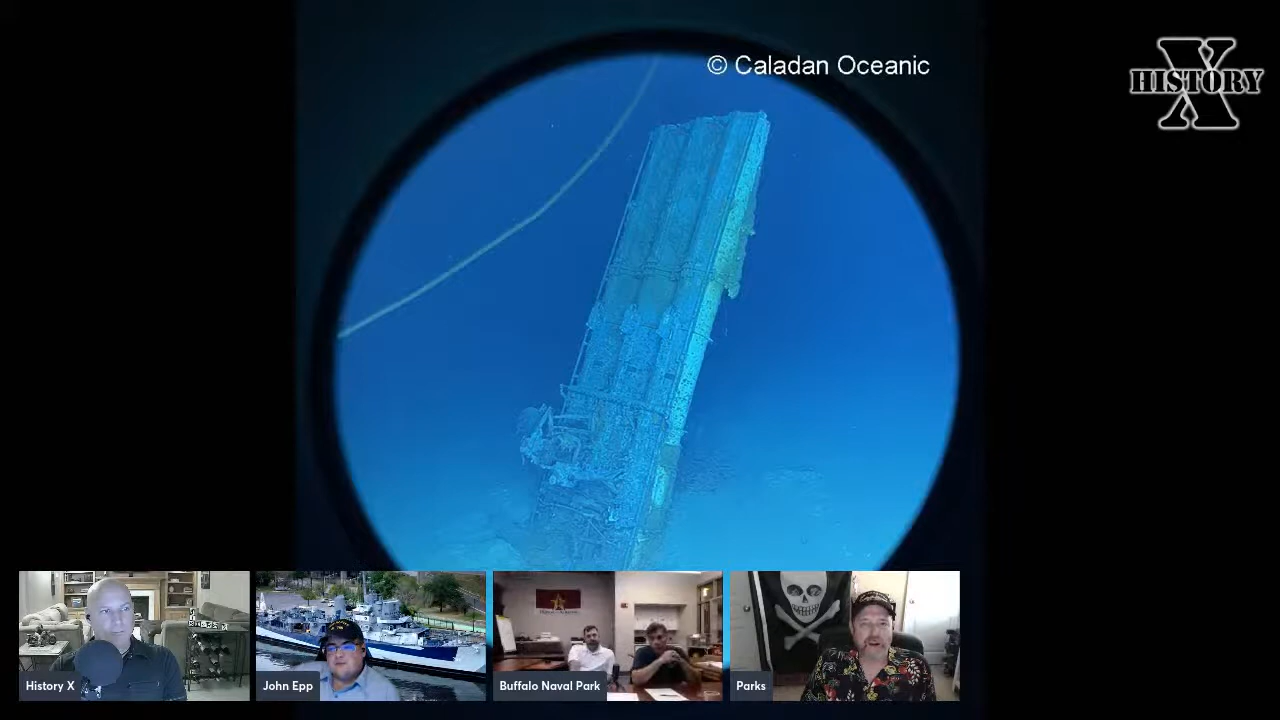 © Caladan Oceanic
HISTORY
X
History X
John Epp
Buffalo Naval Park
Parks